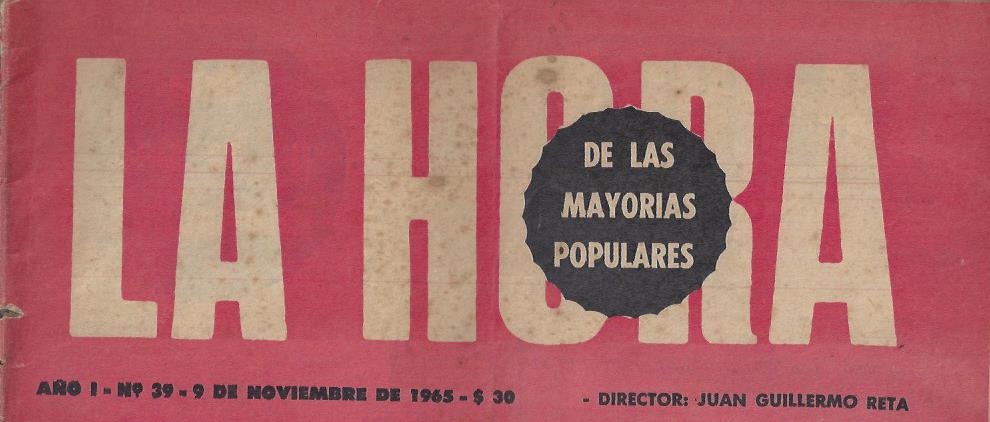 LA HORA
DE LAS
MAYORIAS
POPULARES
AÑO I - Nº 39 - 9 DE NOVIEMBRE DE 1965 - $ 30
- DIRECTOR: JUAN GUILLERMO RETA